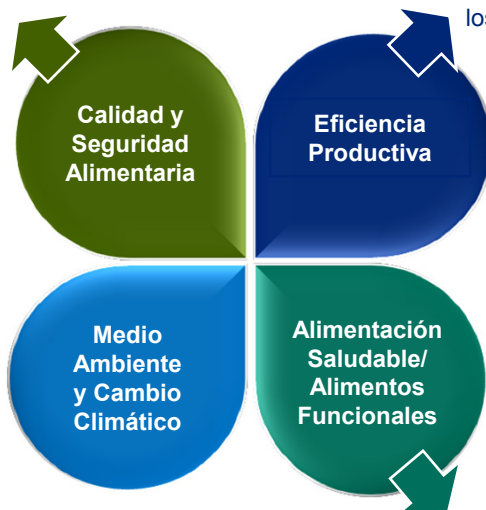 los
Calidad y
Seguridad
Alimentaria
Eficiencia
Productiva
Medio
Ambiente
y Cambio
Climático
Alimentación
Saludable/
Alimentos
Funcionales